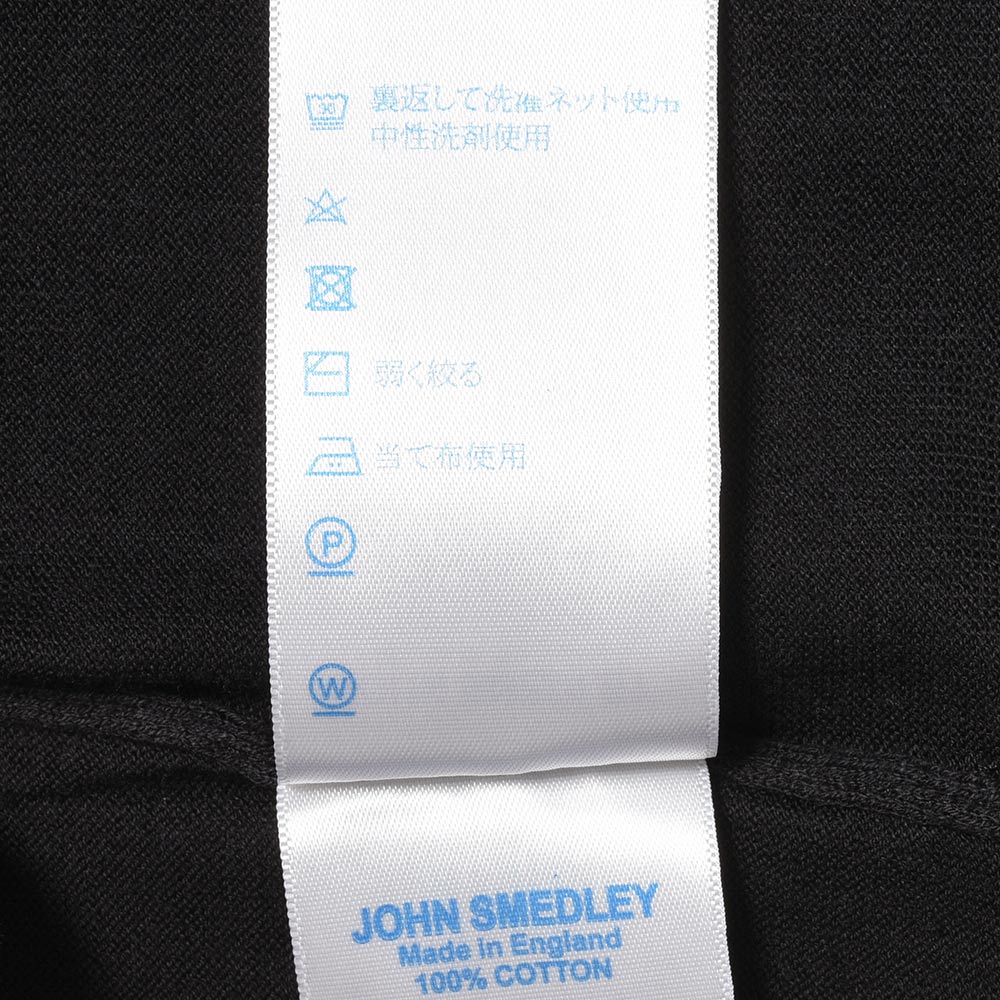 裏返して洗濯ネット使用
中性洗剤使用
弱く絞る
当て布使用
P
W
JOHN SMEDLEY
Made in England
100% COTTON